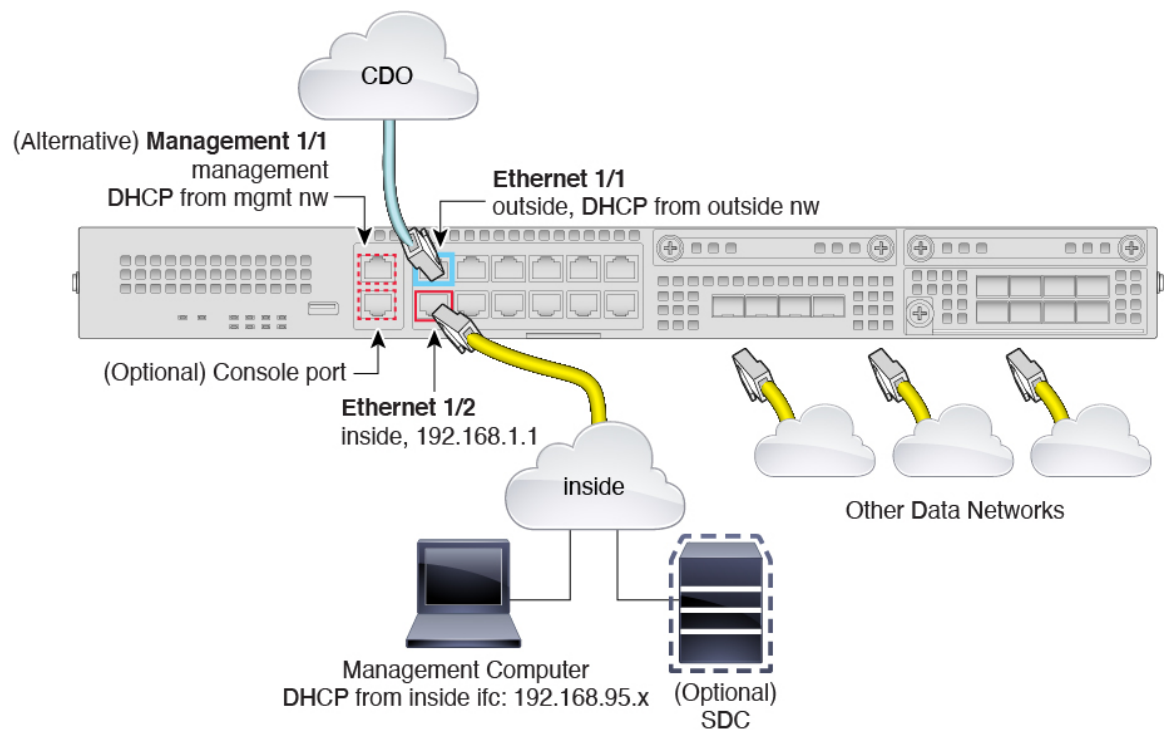 CDO
(Alternative) Management 1/1
management
DHCP from mgmt nw
Ethernet 1/1
outside, DHCP from outside nw
(Optional) Console port
Ethernet 1/2
inside, 192.168.1.1
inside
Other Data Networks
Management Computer
DHCP from inside ifc: 192.168.95.x
(Optional)
SDC